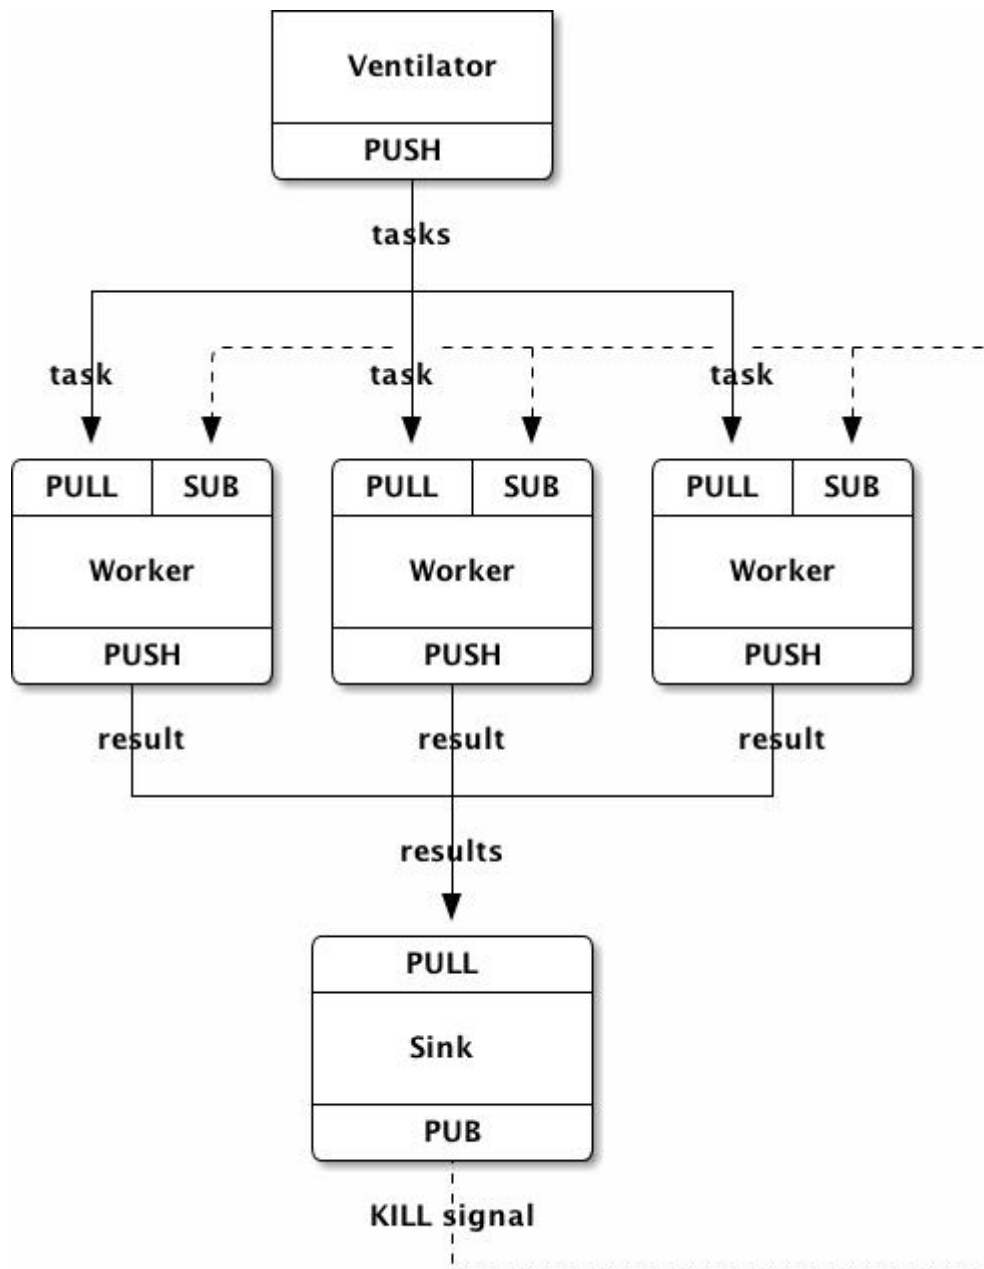 Ventilator
PUSH
tasks
task task task
PULL SUB PULL SUB PULL SUB
Worker Worker Worker
PUSH PUSH PUSH
result result result
results
PULL
Sink
PUB
KILL signal